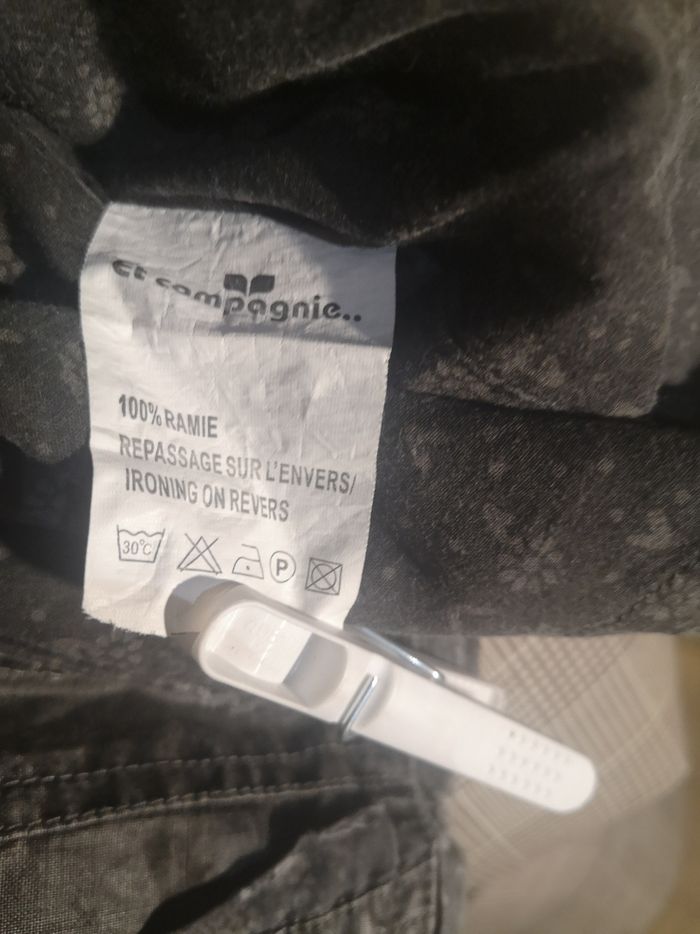 et compagnie..
100% RAMIE
REPASSAGE SUR L'ENVERS/
IRONING ON REVERS
30°C P